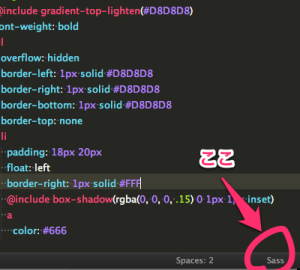 @include gradient-top-lighten(#D8D8D8)
ont-weight: bold
l
overflow: hidden
border-left: 1px solid #D8D8D8
border-right: 1px solid #D8D8D8
border-bottom: 1px solid #D8D8D8
border-top: none
li
padding: 18px 20px
float: left
border-right: 1px solid #FFF
@include box-shadow(rgba(0, 0, 0, .15) 0 1px 1px inset)
a
color: #666
ここ
Spaces: 2
Sass